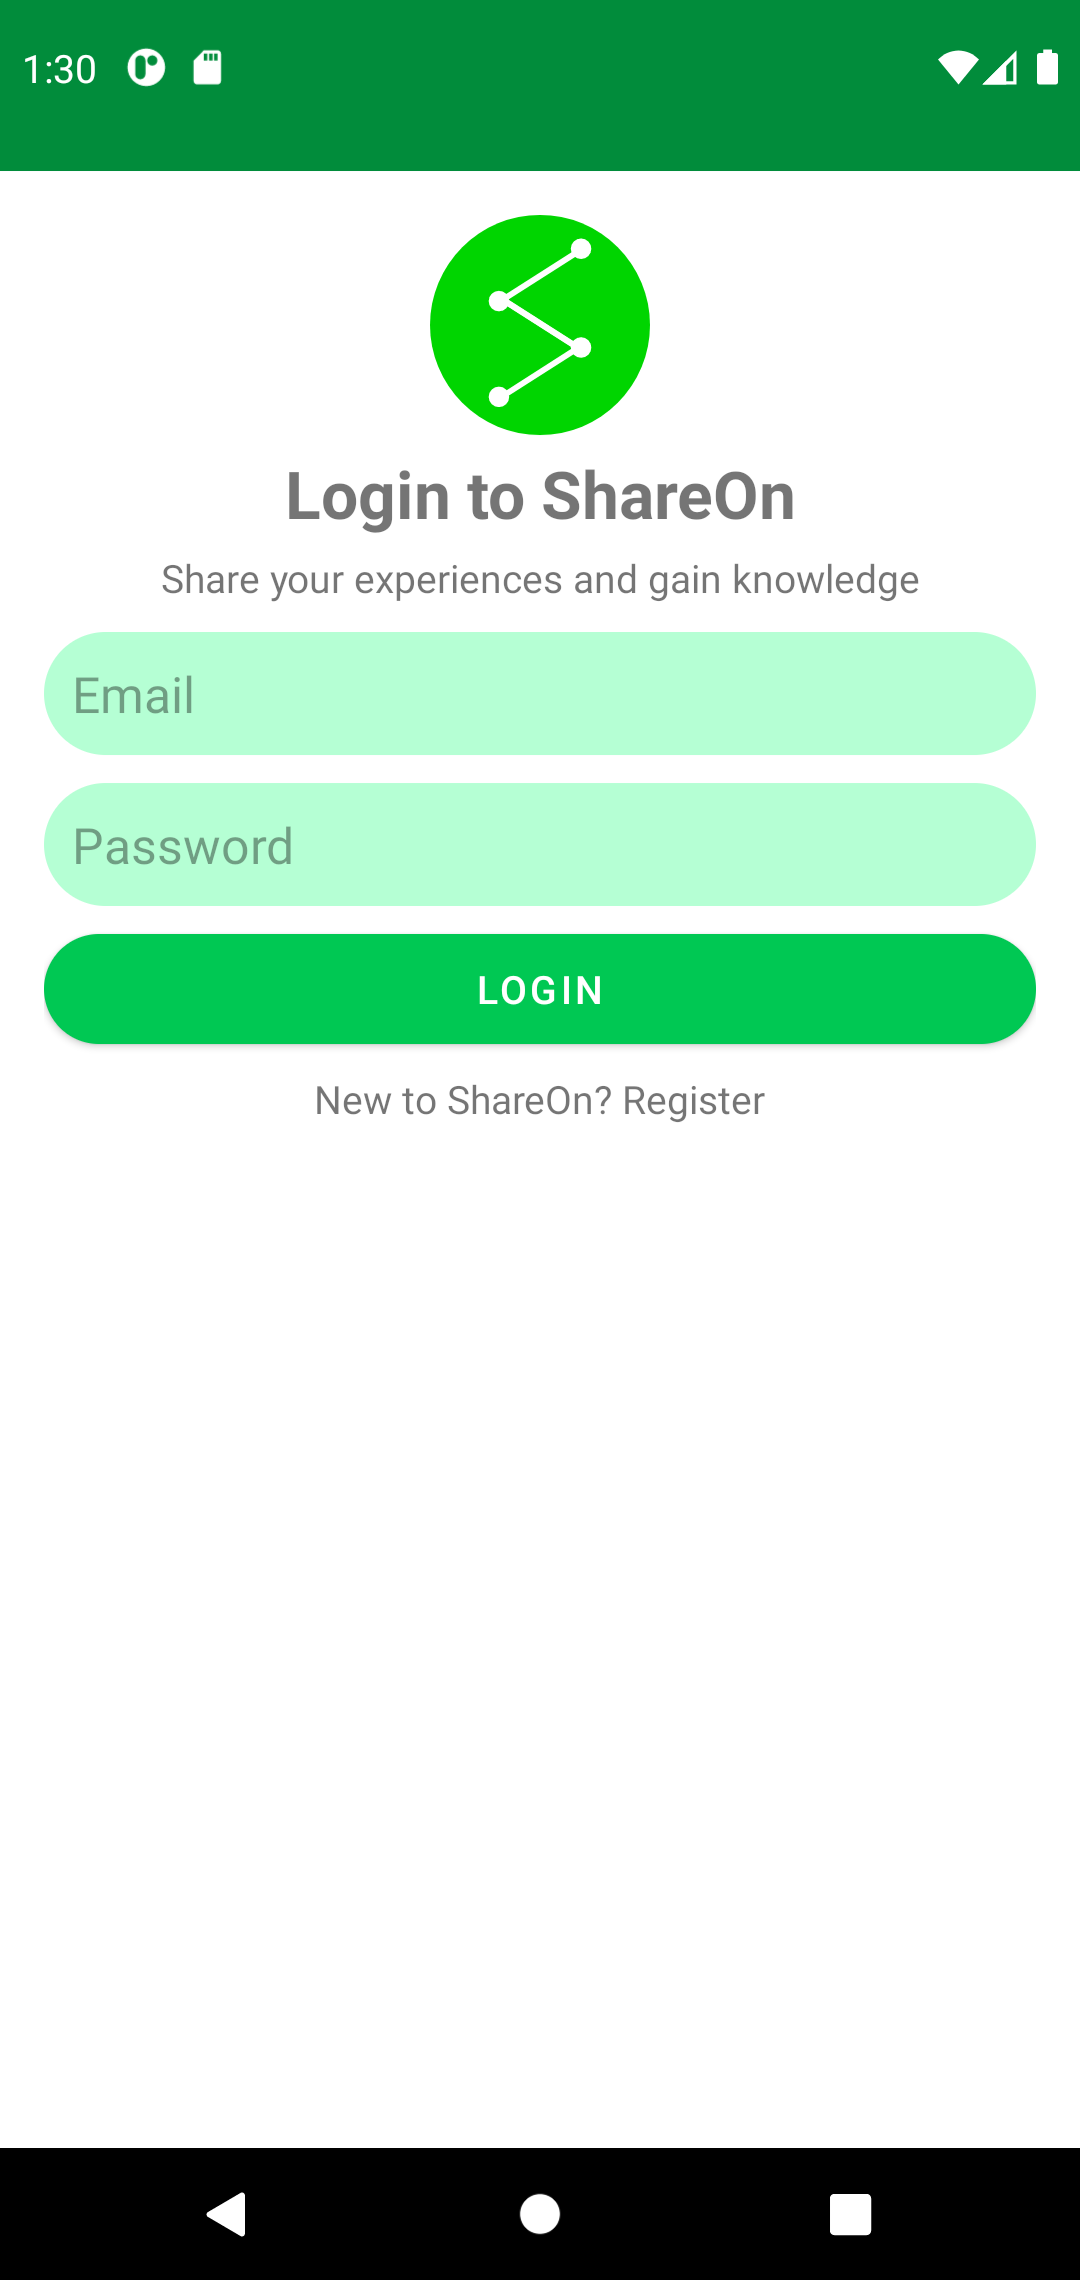 1:30
Login to ShareOn
Share your experiences and gain knowledge
Email
Password
LOGIN
New to ShareOn? Register